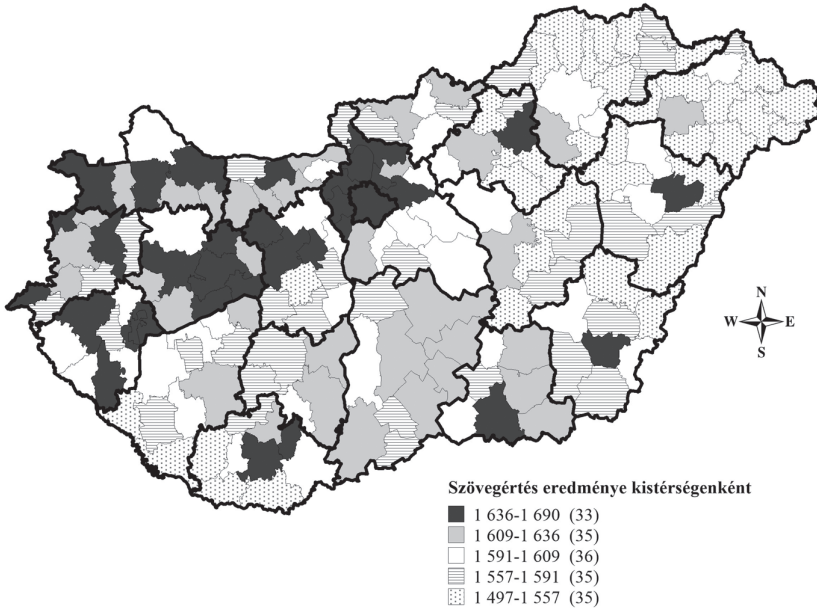 N
W E
S
Szövegértés eredménye kistérségenként
1 636-1 690 (33)
1 609-1 636 (35)
1 591-1 609 (36)
1 557-1 591 (35)
1 497-1 557 (35)